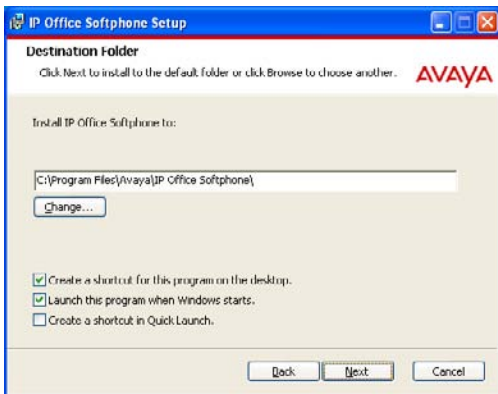 IP Office Softphone Setup
Destination Folder
Click Next to install to the default folder or click Browse to choose another.
AVAYA
Install IP Office Softphone to:
C:\Program Files\Avaya\IP Office Softphone\
Change...
Create a shortcut for this program on the desktop.
Launch this program when Windows starts.
Create a shortcut in Quick Launch.
Back Next Cancel